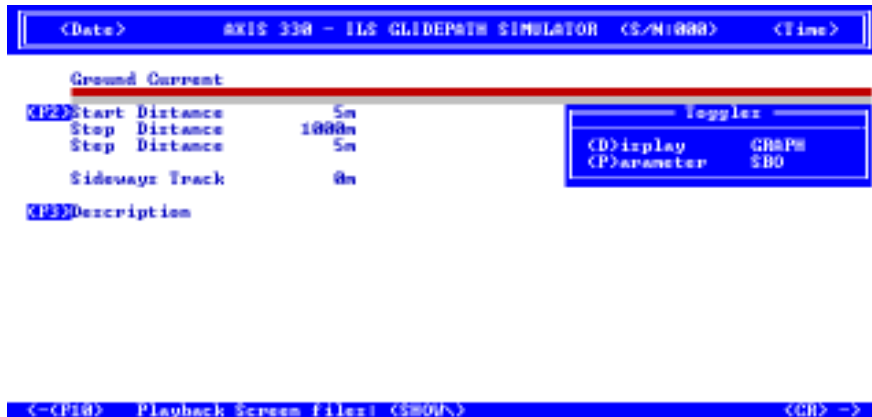 <Date> AXIS 330 - ILS GLIDEPATH SIMULATOR (S/N:000) <Time>
Ground Current
<F2>Start Distance 5m
Stop Distance 1000m
Step Distance 5m
Sideways Track 0m
<F3>Description
Toggles
(D)isplay GRAPH
(P)arameter SBO
<-<F10> Playback Screen files: (SHOW\) <CR> ->